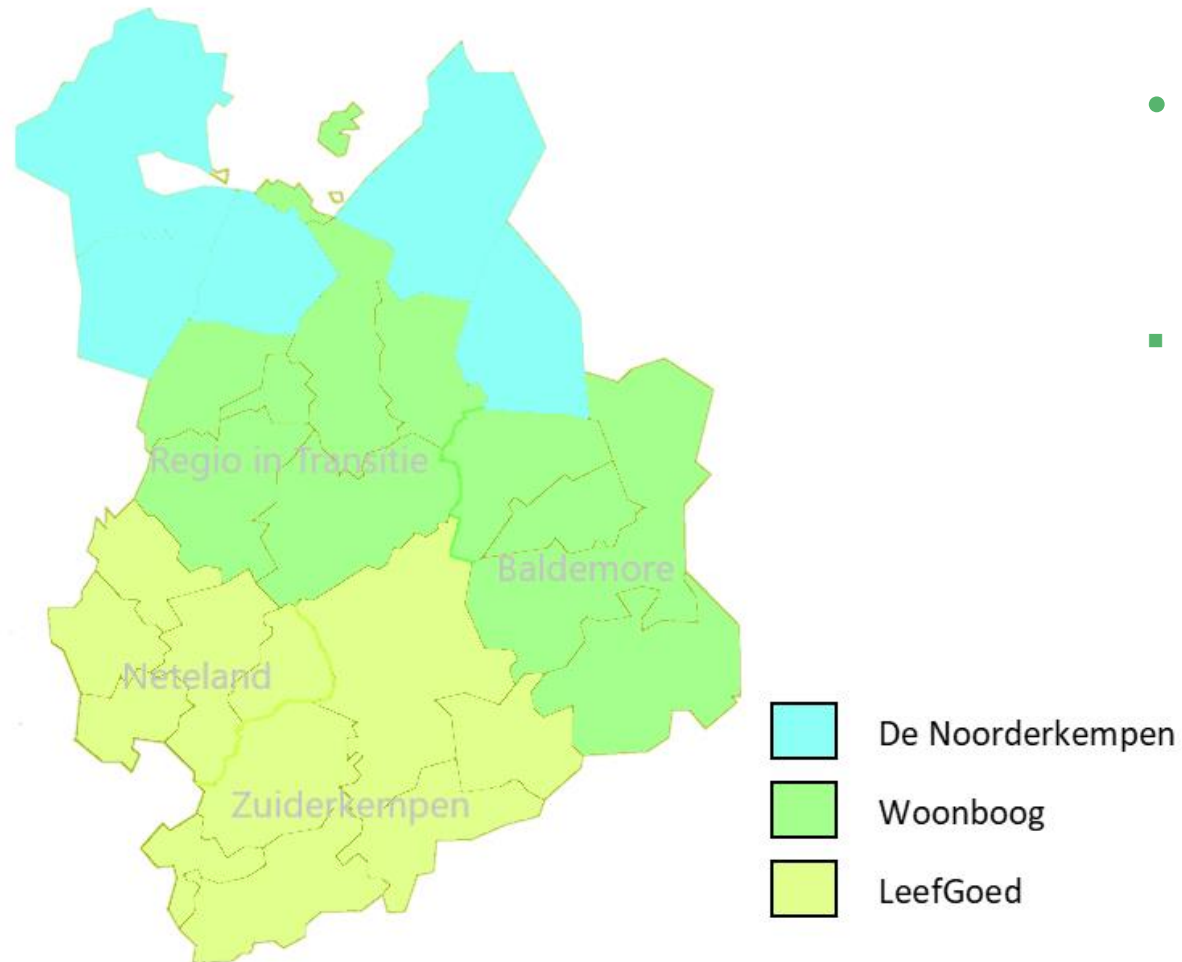 Regio in Transitie
Baldemore
Neteland
Zuiderkempen
De Noorderkempen
Woonboog
LeefGoed